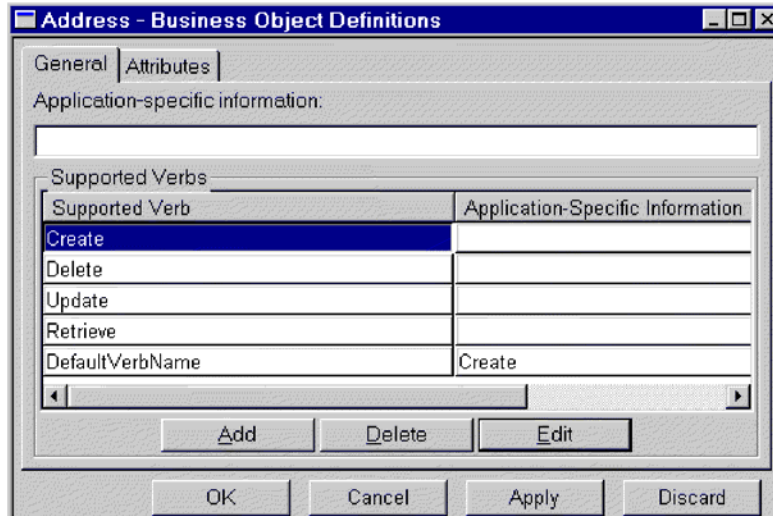 Address - Business Object Definitions
General Attributes
Application-specific information:
Supported Verbs
Supported Verb Application-Specific Information
Create
Delete
Update
Retrieve
DefaultVerbName Create
Add Delete Edit
OK Cancel Apply Discard